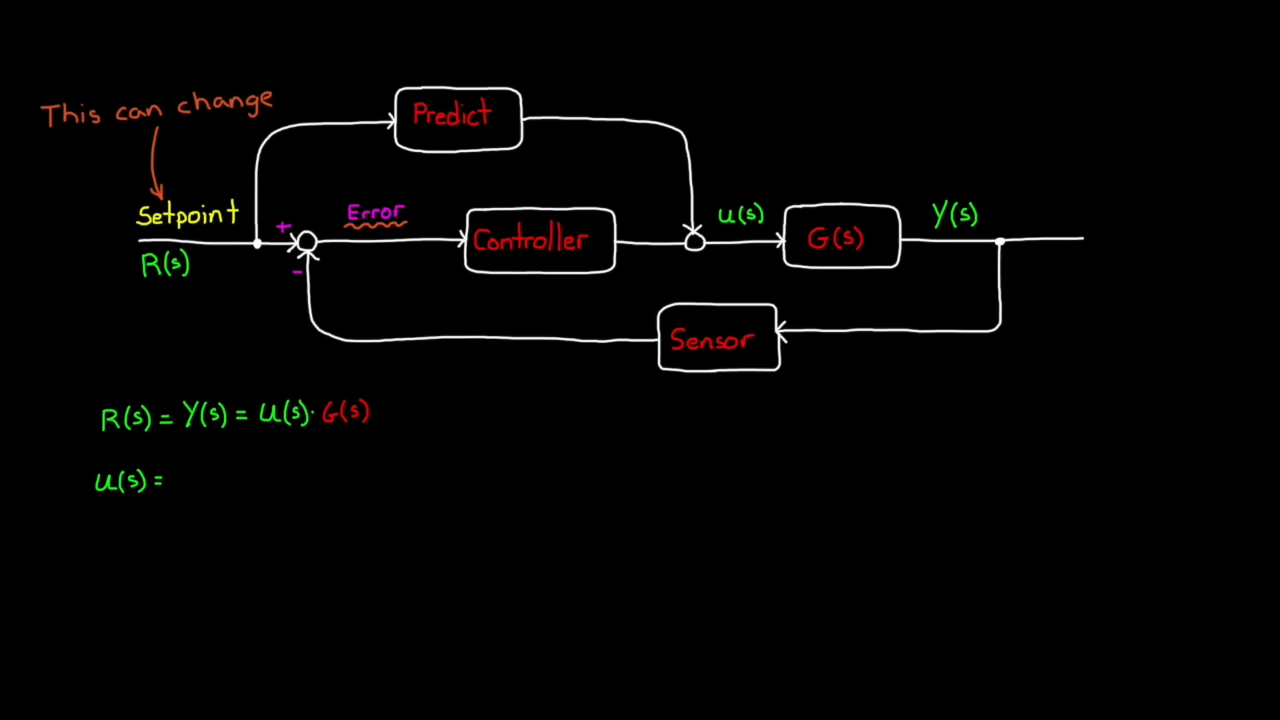 This can change
Predict
Setpoint
R(s)
+
-
Error
Controller
u(s)
G(s)
Y(s)
Sensor
R(s) = Y(s) = u(s)· G(s)
u(s) =